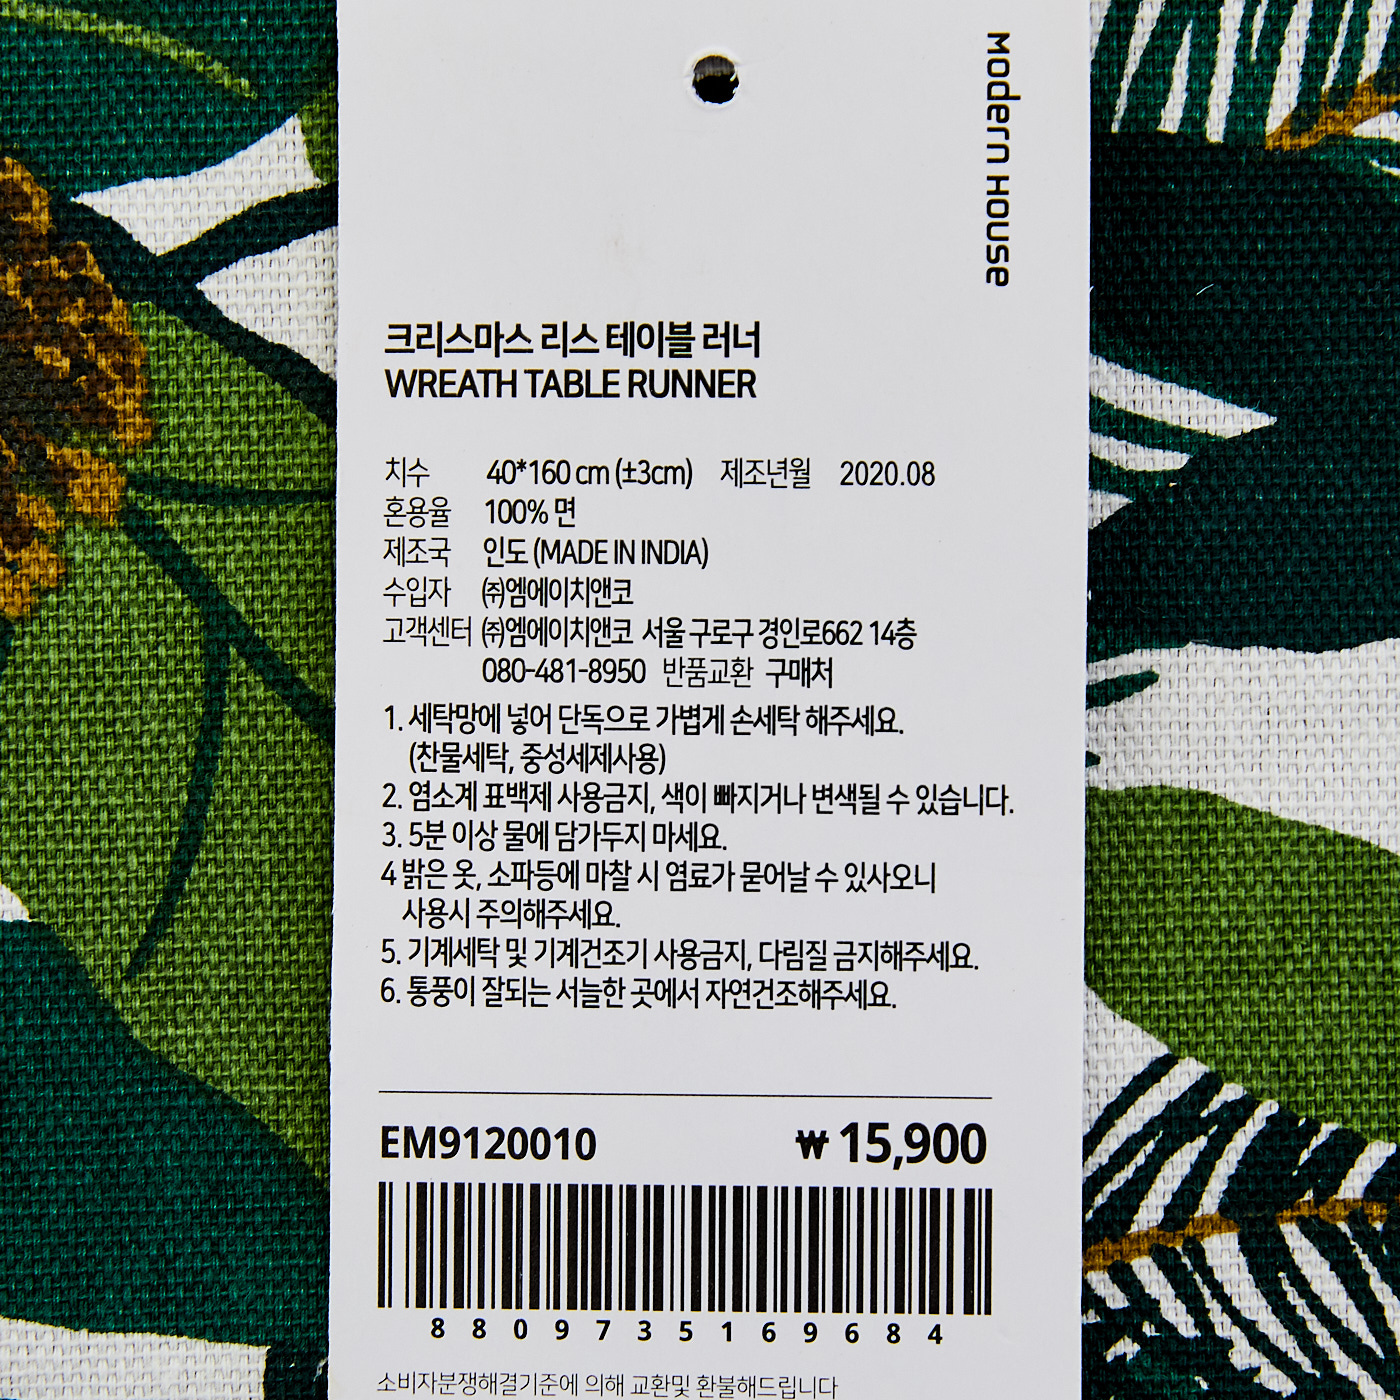 Modern House
크리스마스 리스 테이블 러너
WREATH TABLE RUNNER
치수 40*160 cm (±3cm) 제조년월 2020.08
혼용율 100% 면
제조국 인도 (MADE IN INDIA)
수입자 ㈜엠에이치앤코
고객센터 ㈜엠에이치앤코 서울 구로구 경인로662 14층
080-481-8950 반품교환 구매처
1. 세탁망에 넣어 단독으로 가볍게 손세탁 해주세요.
(찬물세탁, 중성세제사용)
2. 염소계 표백제 사용금지, 색이 빠지거나 변색될 수 있습니다.
3. 5분 이상 물에 담가두지 마세요.
4 밝은 옷, 소파등에 마찰 시 염료가 묻어날 수 있사오니
사용시 주의해주세요.
5. 기계세탁 및 기계건조기 사용금지, 다림질 금지해주세요.
6. 통풍이 잘되는 서늘한 곳에서 자연건조해주세요.
EM9120010 ₩ 15,900
8809735169684
소비자분쟁해결기준에 의해 교환및 환불해드립니다